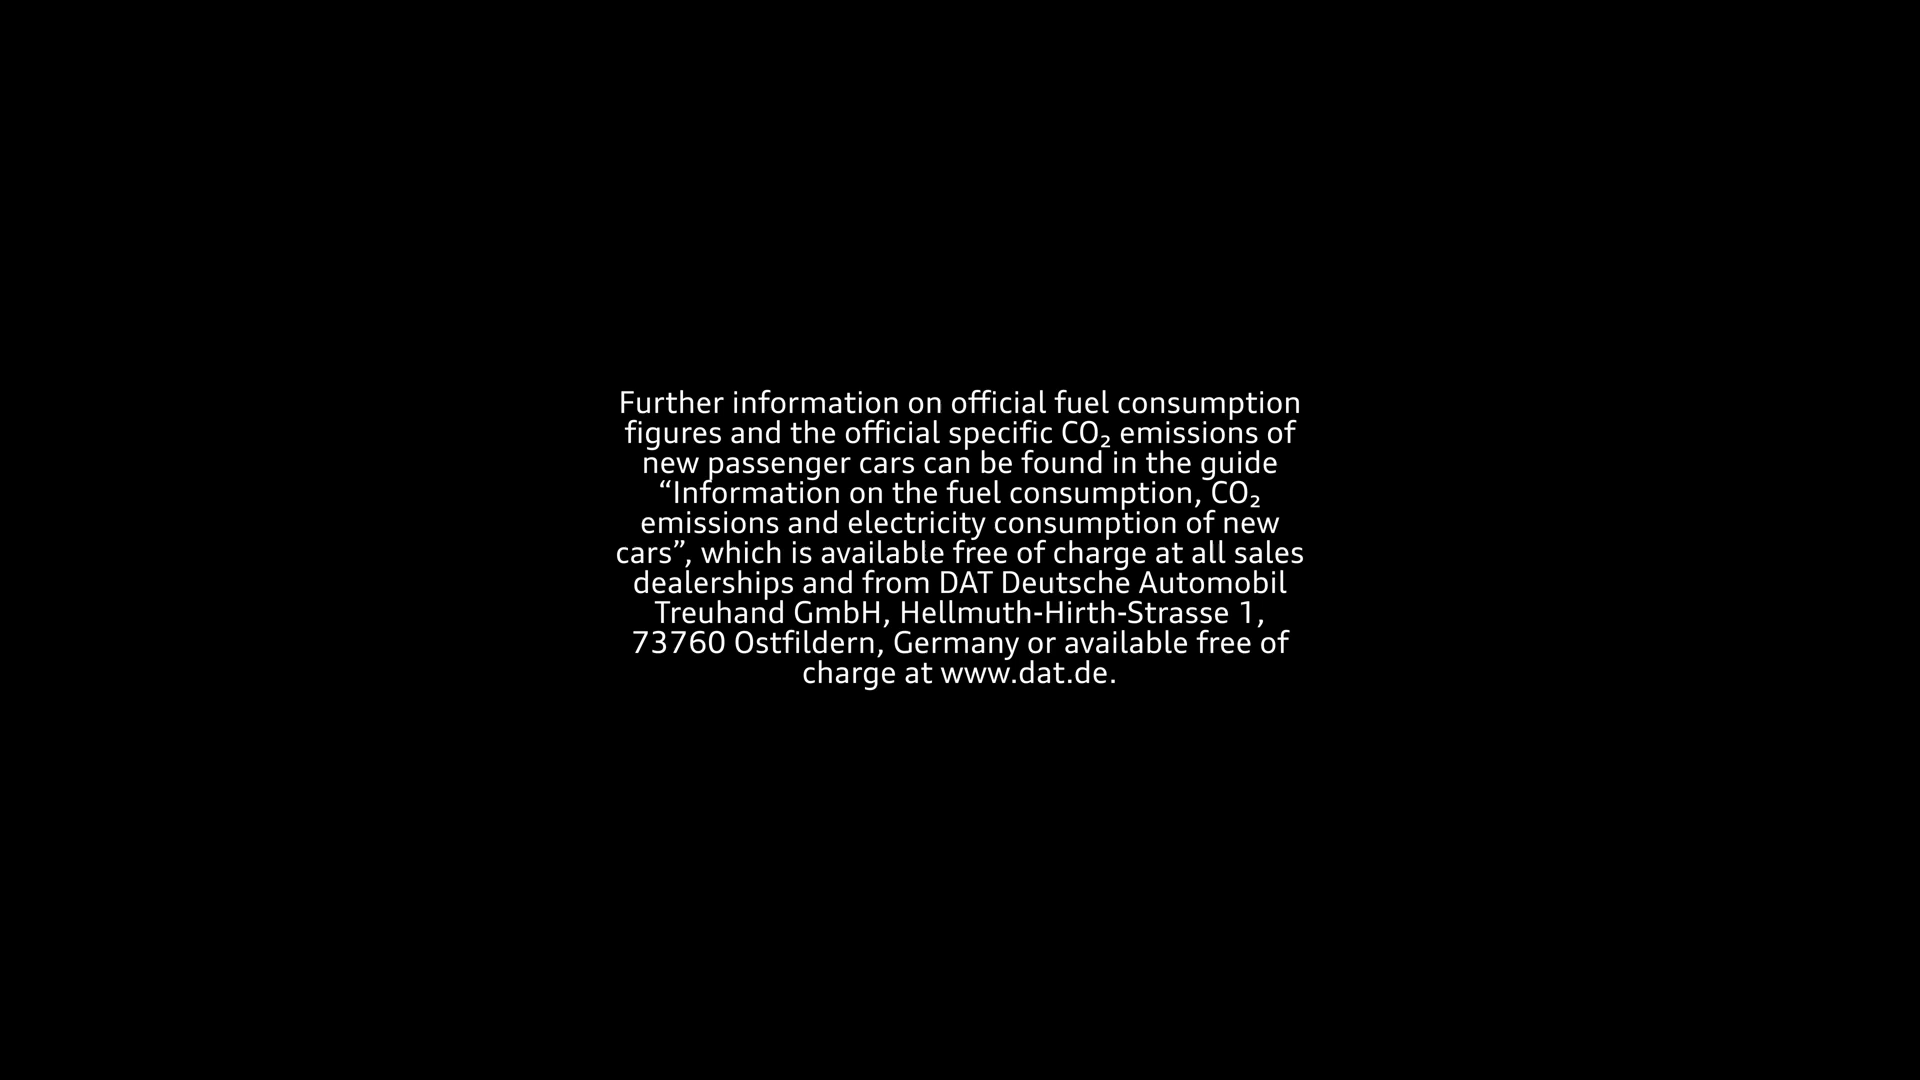 Further information on official fuel consumption
figures and the official specific CO₂ emissions of
new passenger cars can be found in the guide
“Information on the fuel consumption, CO₂
emissions and electricity consumption of new
cars”, which is available free of charge at all sales
dealerships and from DAT Deutsche Automobil
Treuhand GmbH, Hellmuth-Hirth-Strasse 1,
73760 Ostfildern, Germany or available free of
charge at www.dat.de.